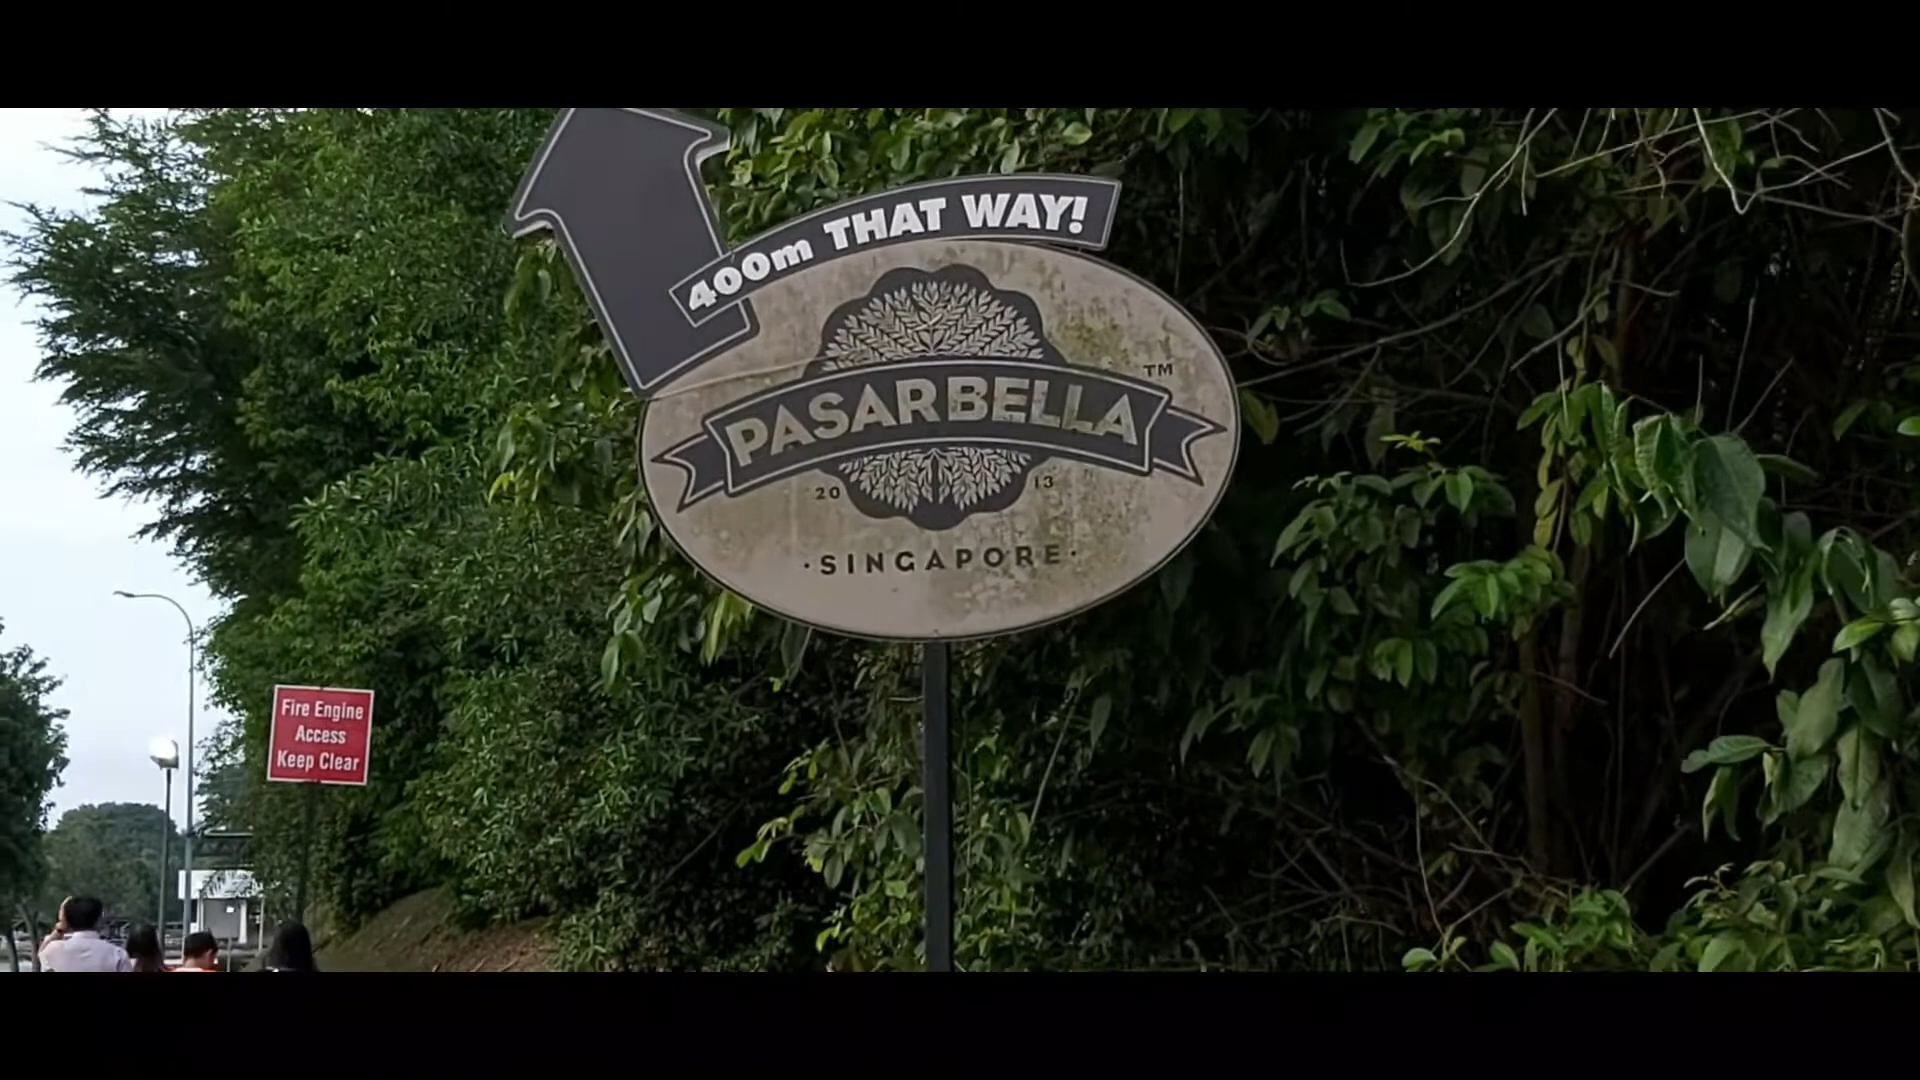 400m THAT WAY!
PASARBELLA
TM
20 13
·SINGAPORE·
Fire Engine
Access
Keep Clear